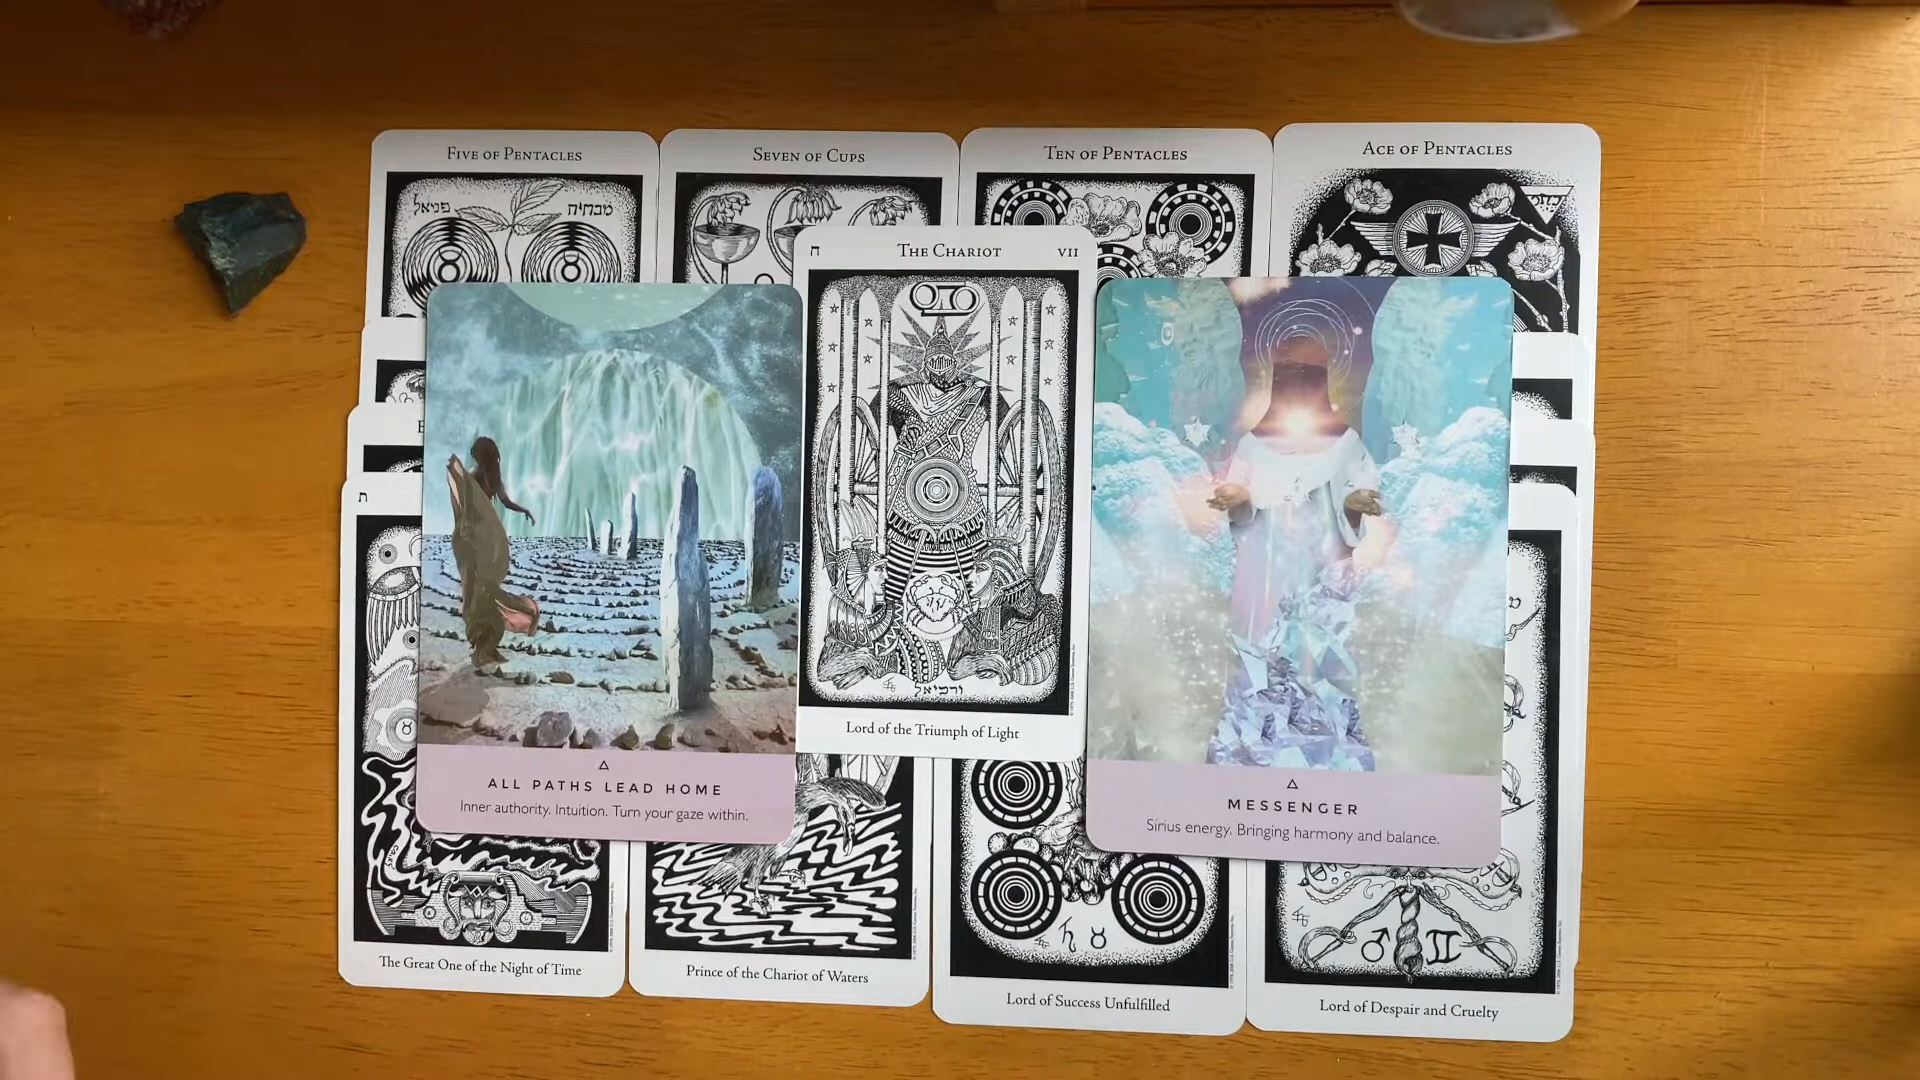 FIVE OF PENTACLES
SEVEN OF CUPS
TEN OF PENTACLES
ACE OF PENTACLES
פניאל
מבהיה
ח
THE CHARIOT
VII
ת
ורכיאל
Lord of the Triumph of Light
ALL PATHS LEAD HOME
Inner authority. Intuition. Turn your gaze within.
MESSENGER
Sirius energy. Bringing harmony and balance.
The Great One of the Night of Time
Prince of the Chariot of Waters
Lord of Success Unfulfilled
Lord of Despair and Cruelty